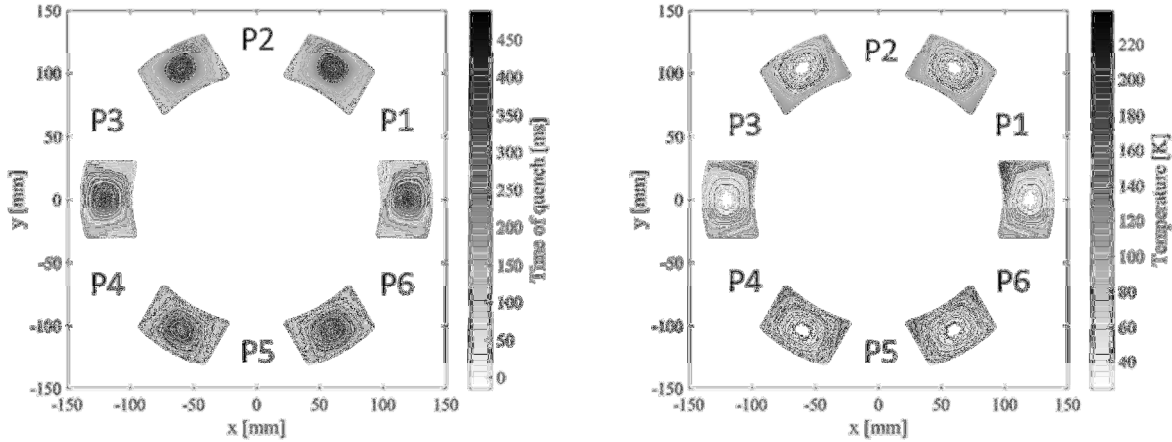 150
100
50
0
-50
-100
-150
-150 -100 -50 0 50 100 150
x [mm]
y [mm]
P2
P3
P1
P4
P6
P5
450
400
350
300
250
200
150
100
50
0
Time of quench [ms]
150
100
50
0
-50
-100
-150
-150 -100 -50 0 50 100 150
x [mm]
y [mm]
P2
P3
P1
P4
P6
P5
220
200
180
160
140
120
100
80
60
40
Temperature [K]